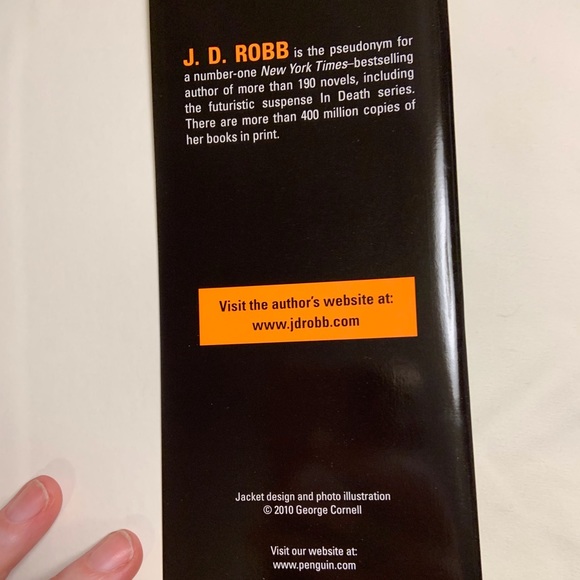 J. D. ROBB is the pseudonym for
a number-one New York Times–bestselling
author of more than 190 novels, including
the futuristic suspense In Death series.
There are more than 400 million copies of
her books in print.
Visit the author's website at:
www.jdrobb.com
Jacket design and photo illustration
© 2010 George Cornell
Visit our website at:
www.penguin.com